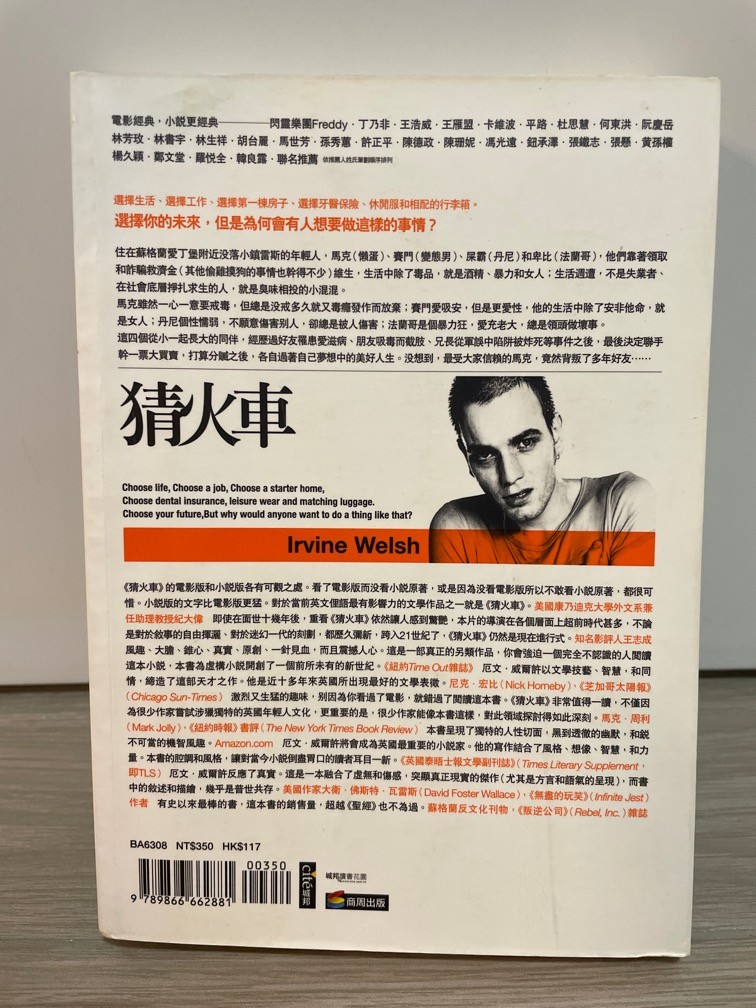 電影經典，小說更經典————閃靈樂團Freddy．丁乃非．王浩威．王雁盟．卡維波．平路．杜思慧．何東洪．阮慶岳
林芳玫．林書宇．林生祥．胡台麗．馬世芳．孫秀蕙．許正平．陳德政．陳珊妮．馮光遠．鈕承澤．張鐵志．張懸．黃孫權
楊久穎．鄭文堂．羅悅全．韓良露．聯名推薦 依推薦人姓氏筆劃順序排列
選擇生活、選擇工作、選擇第一棟房子、選擇牙醫保險、休閒服和相配的行李箱。
選擇你的未來，但是為何會有人想要做這樣的事情？
住在蘇格蘭愛丁堡附近沒落小鎮雷斯的年輕人，馬克（懶蛋）、賽門（變態男）、屎霸（丹尼）和卑比（法蘭哥），他們靠著領取
和詐騙救濟金（其他偷雞摸狗的事情也幹得不少）維生，生活中除了毒品，就是酒精、暴力和女人；生活週遭，不是失業者、
在社會底層掙扎求生的人，就是臭味相投的小混混。
馬克雖然一心一意要戒毒，但總是沒戒多久就又毒癮發作而放棄；賽門愛吸安，但是更愛性，他的生活中除了安非他命，就
是女人；丹尼個性懦弱，不願意傷害別人，卻總是被人傷害；法蘭哥是個暴力狂，愛充老大，總是領頭做壞事。
這四個從小一起長大的同伴，經歷過好友罹患愛滋病、朋友吸毒而截肢、兄長從軍誤中陷阱被炸死等事件之後，最後決定聯手
幹一票大買賣，打算分贓之後，各自過著自己夢想中的美好人生。沒想到，最受大家信賴的馬克，竟然背叛了多年好友……
猜火車
Choose life, Choose a job, Choose a starter home,
Choose dental insurance, leisure wear and matching luggage.
Choose your future,But why would anyone want to do a thing like that?
Irvine Welsh
《猜火車》的電影版和小說版各有可觀之處。看了電影版而沒看小說原著，或是因為沒看電影版所以不敢看小說原著，都很可
惜。小說版的文字比電影版更猛。對於當前英文俚語最有影響力的文學作品之一就是《猜火車》。美國康乃迪克大學外文系兼
任助理教授紀大偉 即使在面世十幾年後，重看《猜火車》依然讓人感到驚艷，本片的導演在各個層面上超前時代甚多，不論
是對於敘事的自由揮灑、對於迷幻一代的刻劃，都歷久彌新，跨入21世紀了，《猜火車》仍然是現在進行式。知名影評人王志成
風趣、大膽、錐心、真實、原創、一針見血，而且震撼人心。這是一部真正的另類作品，你會強迫一個完全不認識的人閱讀
這本小說，本書為虛構小說開創了一個前所未有的新世紀。《紐約Time Out雜誌》 厄文．威爾許以文學技藝、智慧，和同
情，締造了這部天才之作。他是近十多年來英國所出現最好的文學表徵。尼克．宏比（Nick Horneby），《芝加哥太陽報》
（Chicago Sun-Times） 激烈又生猛的趣味，別因為你看過了電影，就錯過了閱讀這本書。《猜火車》非常值得一讀，不僅因
為很少作家嘗試涉獵獨特的英國年輕人文化，更重要的是，很少作家能像本書這樣，對此領域探討得如此深刻。馬克．周利
（Mark Jolly），《紐約時報》書評（The New York Times Book Review） 本書呈現了獨特的人性切面，黑到透徹的幽默，和銳
不可當的機智風趣。Amazon.com 厄文．威爾許將會成為英國最重要的小說家。他的寫作結合了風格、想像、智慧，和力
量。本書的腔調和風格，讓對當今小說倒盡胃口的讀者耳目一新。《英國泰晤士報文學副刊誌》（Times Literary Supplement，
即TLS） 厄文．威爾許反應了真實。這是一本融合了虛無和傷感，突顯真正現實的傑作（尤其是方言和語氣的呈現），而書
中的敘述和描繪，幾乎是普世共存。美國作家大衛．佛斯特．瓦雷斯（David Foster Wallace），《無盡的玩笑》（Infinite Jest）
作者 有史以來最棒的書，這本書的銷售量，超越《聖經》也不為過。蘇格蘭反文化刊物，《叛逆公司》（Rebel, Inc.）雜誌
BA6308 NT$350 HK$117
00350
9 789866 662881
cité城邦
城邦讀書花園
商周出版